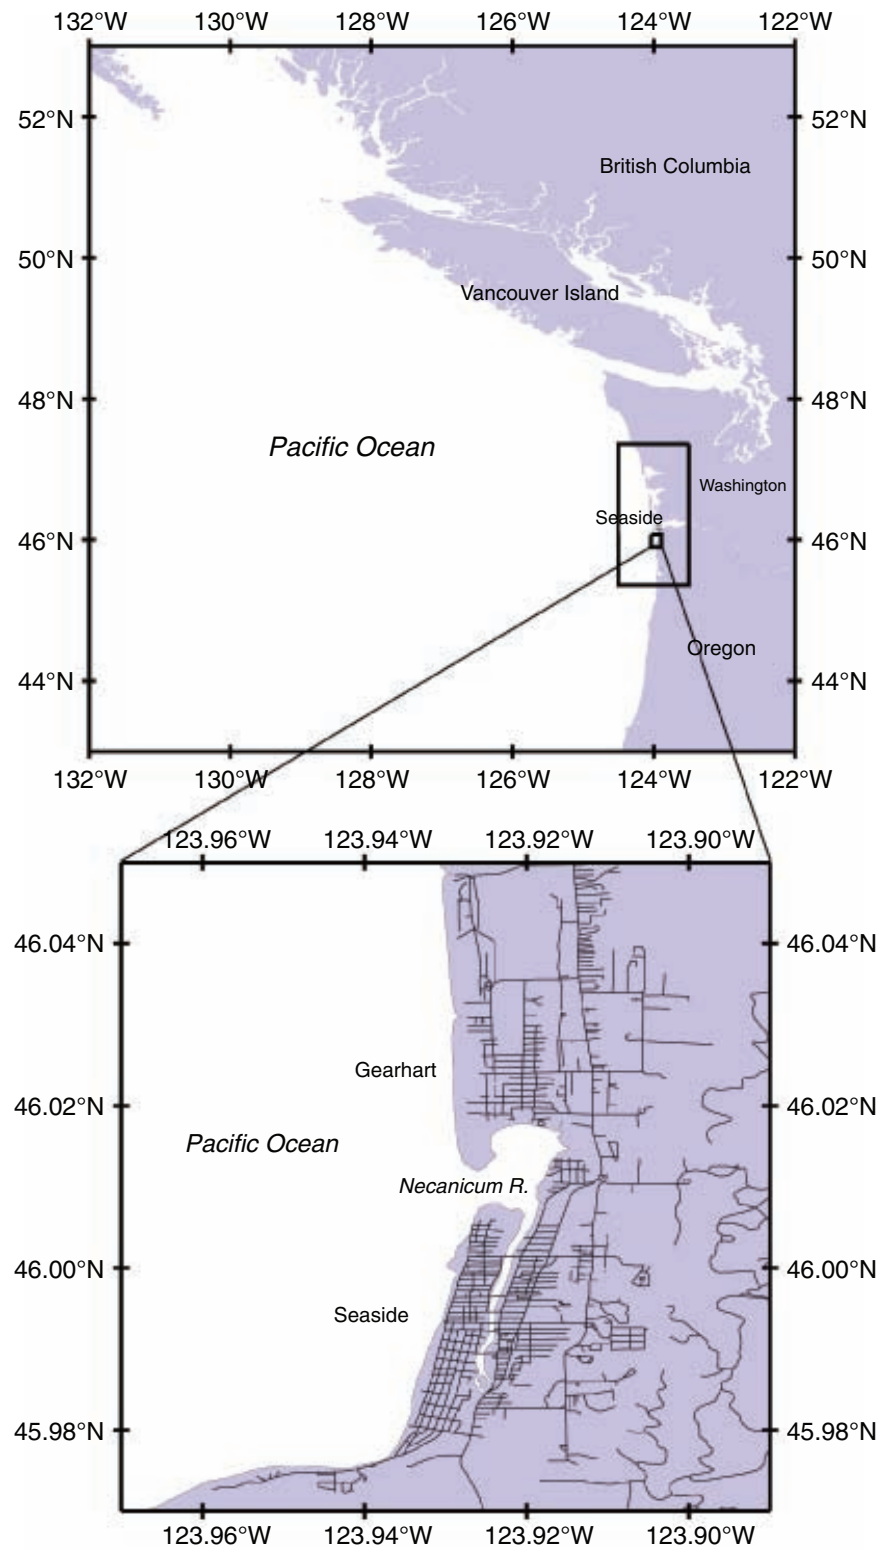 132°W 130°W 128°W 126°W 124°W 122°W
52°N 52°N
British Columbia
50°N 50°N
Vancouver Island
48°N 48°N
Pacific Ocean
Washington
Seaside
46°N 46°N
Oregon
44°N 44°N
132°W 130°W 128°W 126°W 124°W 122°W
123.96°W 123.94°W 123.92°W 123.90°W
46.04°N 46.04°N
Gearhart
46.02°N 46.02°N
Pacific Ocean
Necanicum R.
46.00°N 46.00°N
Seaside
45.98°N 45.98°N
123.96°W 123.94°W 123.92°W 123.90°W